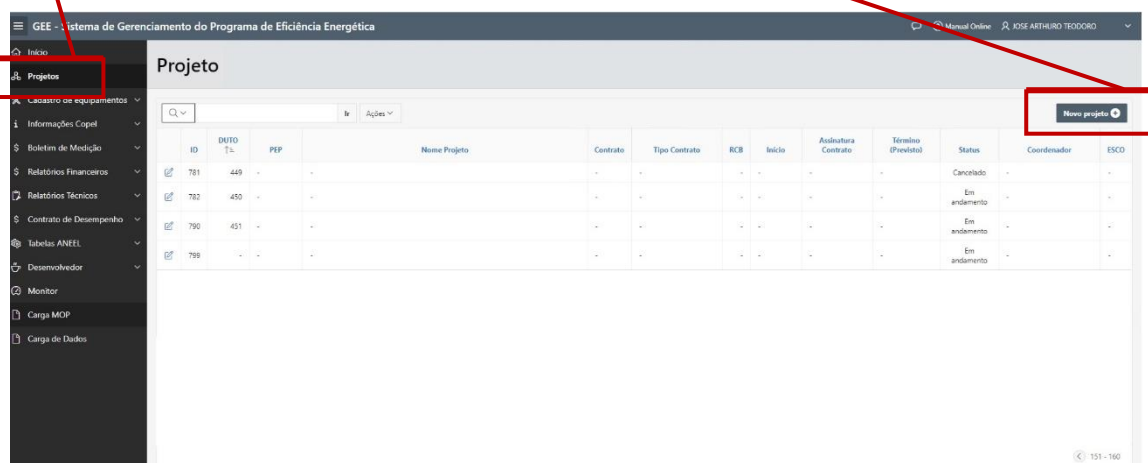 GEE - Sistema de Gerenciamento do Programa de Eficiência Energética
Manual Online JOSE ARTHURO TEODORO
Início
Projetos
Cadastro de equipamentos
Informações Copel
Boletim de Medição
Relatórios Financeiros
Relatórios Técnicos
Contrato de Desempenho
Tabelas ANEEL
Desenvolvedor
Monitor
Carga MOP
Carga de Dados
Projeto
Ir Ações
Novo projeto
ID DUTO PEP Nome Projeto Contrato Tipo Contrato RCB Início Assinatura Contrato Término (Previsto) Status Coordenador ESCO
781 449 - - - - - - - - Cancelado - -
782 450 - - - - - - - - Em andamento - -
790 451 - - - - - - - - Em andamento - -
799 - - - - - - - - - Em andamento - -
151 - 160